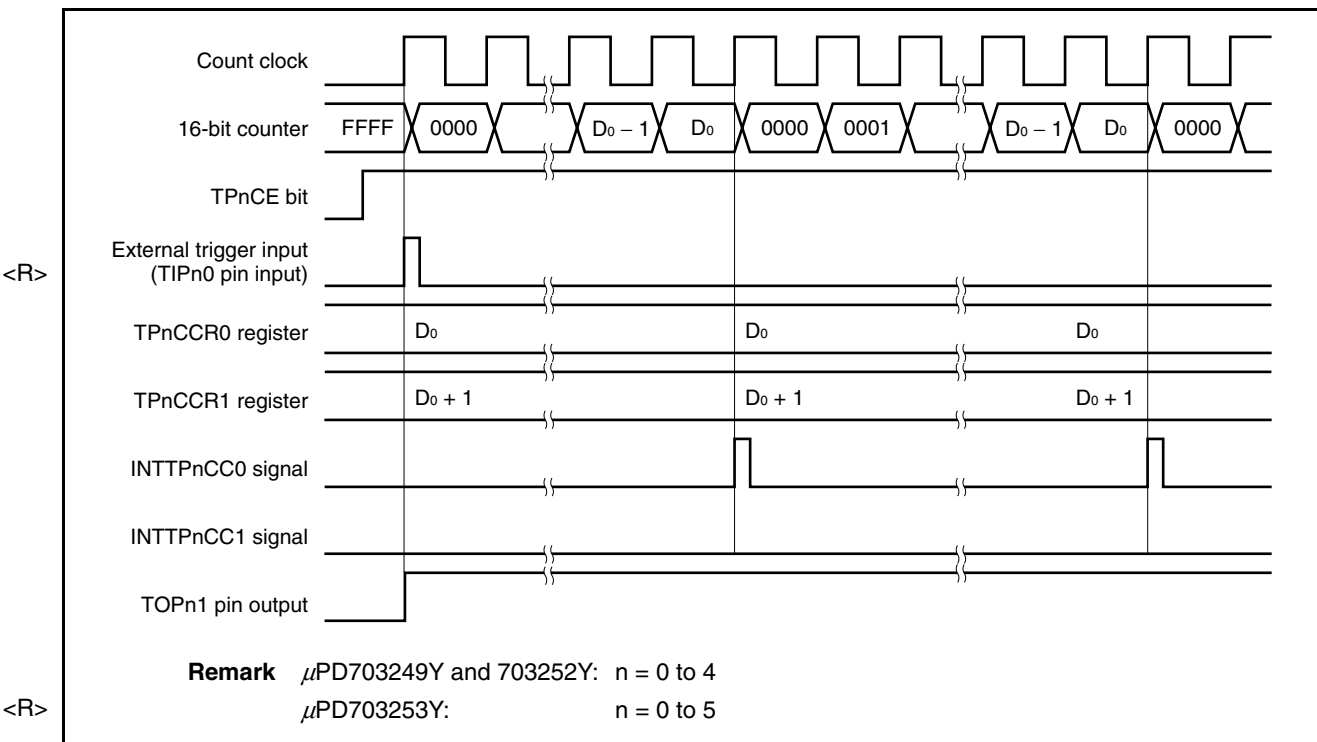 Count clock
16-bit counter FFFF 0000 D₀ − 1 D₀ 0000 0001 D₀ − 1 D₀ 0000
TPnCE bit
<R> External trigger input
(TIPn0 pin input)
TPnCCR0 register D₀ D₀ D₀
TPnCCR1 register D₀ + 1 D₀ + 1 D₀ + 1
INTTPnCC0 signal
INTTPnCC1 signal
TOPn1 pin output
Remark μPD703249Y and 703252Y: n = 0 to 4
<R> μPD703253Y: n = 0 to 5